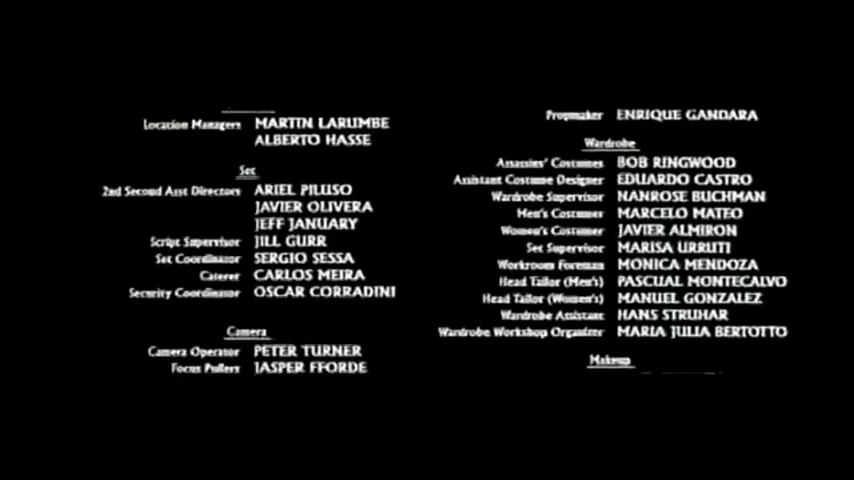 Location Managers MARTIN LARUMBE
ALBERTO HASSE
Set
2nd Second Asst Directors ARIEL PILUSO
JAVIER OLIVERA
JEFF JANUARY
Script Supervisor JILL GURR
Set Coordinator SERGIO SESSA
Caterer CARLOS MEIRA
Security Coordinator OSCAR CORRADINI
Camera
Camera Operator PETER TURNER
Focus Pullers JASPER FFORDE
Propmaker ENRIQUE GANDARA
Wardrobe
Assassins' Costumes BOB RINGWOOD
Assistant Costume Designer EDUARDO CASTRO
Wardrobe Supervisor NANROSE BUCHMAN
Men's Costumer MARCELO MATEO
Women's Costumer JAVIER ALMIRON
Set Supervisor MARISA URRUTI
Workroom Foreman MONICA MENDOZA
Head Tailor (Men's) PASCUAL MONTECALVO
Head Tailor (Women's) MANUEL GONZALEZ
Wardrobe Assistant HANS STRUHAR
Wardrobe Workshop Organizer MARIA JULIA BERTOTTO
Makeup